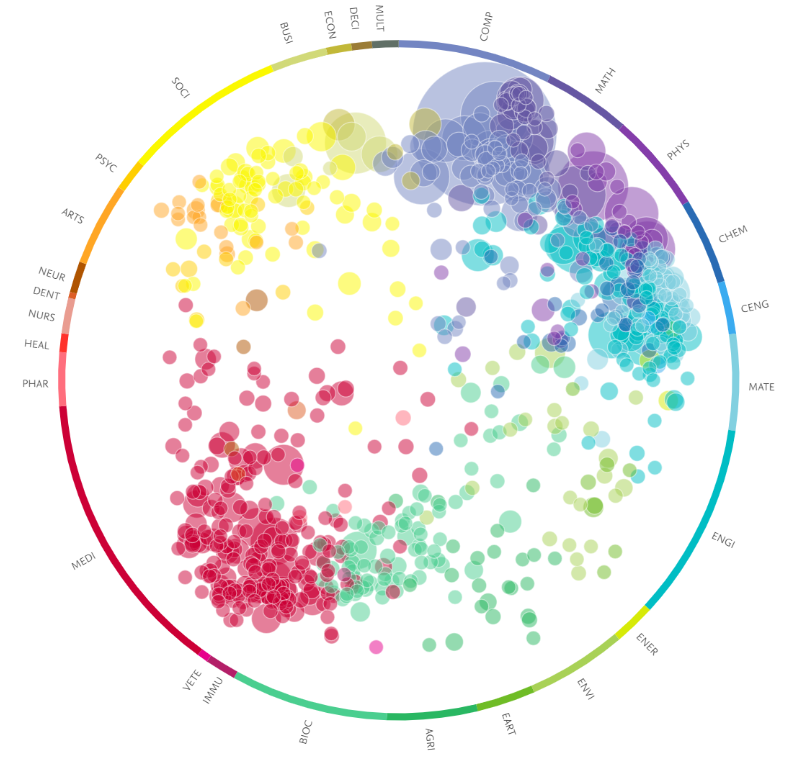 MULT
COMP
MATH
PHYS
CHEM
CENG
MATE
ENGI
ENER
ENVI
EART
AGRI
BIOC
IMMU
VETE
MEDI
PHAR
HEAL
NURS
DENT
NEUR
ARTS
PSYC
SOCI
BUSI
ECON
DECI